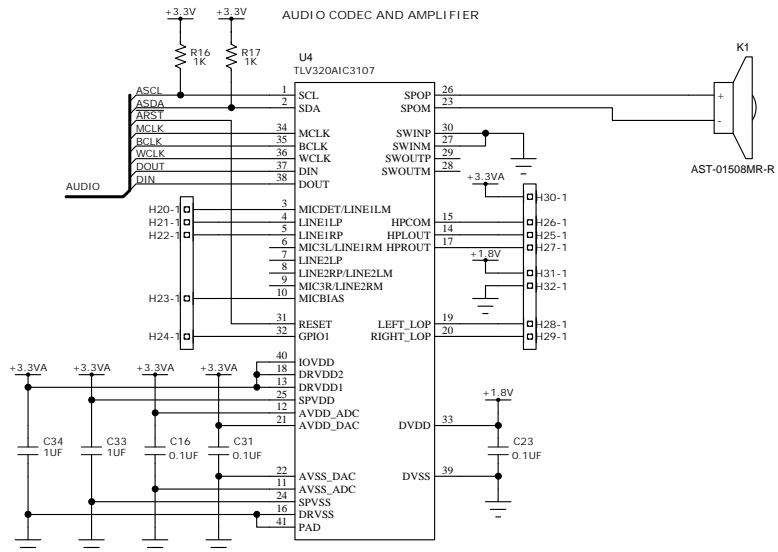 AUDIO CODEC AND AMPLIFIER
+3.3V
+3.3V
R16
1K
R17
1K
U4
TLV320AIC3107
K1
+
-
AST-01508MR-R
AUDIO
ASCL
ASDA
ARST
MCLK
BCLK
WCLK
DOUT
DIN
1 SCL
2 SDA
34 MCLK
35 BCLK
36 WCLK
37 DIN
38 DOUT
3 MICDET/LINE1LM
4 LINE1LP
5 LINE1RP
6 MIC3L/LINE1RM
7 LINE2LP
8 LINE2RP/LINE2LM
9 MIC3R/LINE2RM
10 MICBIAS
31 RESET
32 GPIO1
40 IOVDD
18 DRVDD2
13 DRVDD1
25 SPVDD
12 AVDD_ADC
21 AVDD_DAC
22 AVSS_DAC
11 AVSS_ADC
24 SPVSS
16 DRVSS
41 PAD
H20-1
H21-1
H22-1
H23-1
H24-1
SPOP 26
SPOM 23
SWINP 30
SWINM 27
SWOUTP 29
SWOUTM 28
HPCOM 15
HPLOUT 14
HPROUT 17
LEFT_LOP 19
RIGHT_LOP 20
DVDD 33
DVSS 39
+3.3VA
+1.8V
H30-1
H26-1
H25-1
H27-1
H31-1
H32-1
H28-1
H29-1
+3.3VA
+3.3VA
+3.3VA
+3.3VA
C34
1UF
C33
1UF
C16
0.1UF
C31
0.1UF
+1.8V
C23
0.1UF